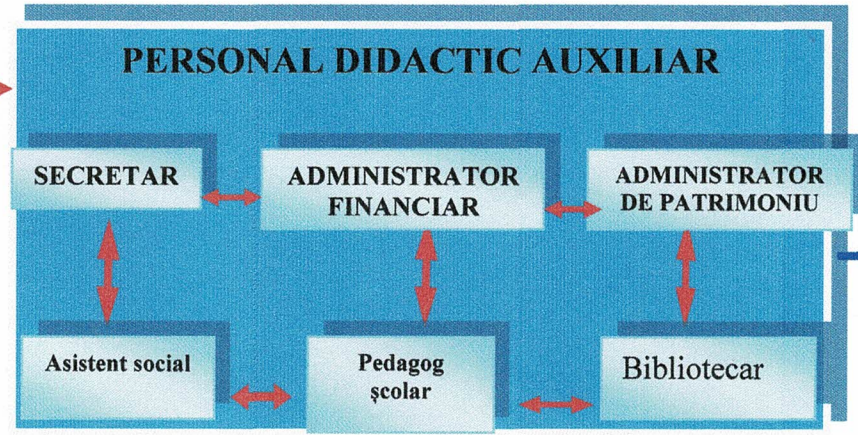 PERSONAL DIDACTIC AUXILIAR
SECRETAR
ADMINISTRATOR
FINANCIAR
ADMINISTRATOR
DE PATRIMONIU
Asistent social
Pedagog
școlar
Bibliotecar